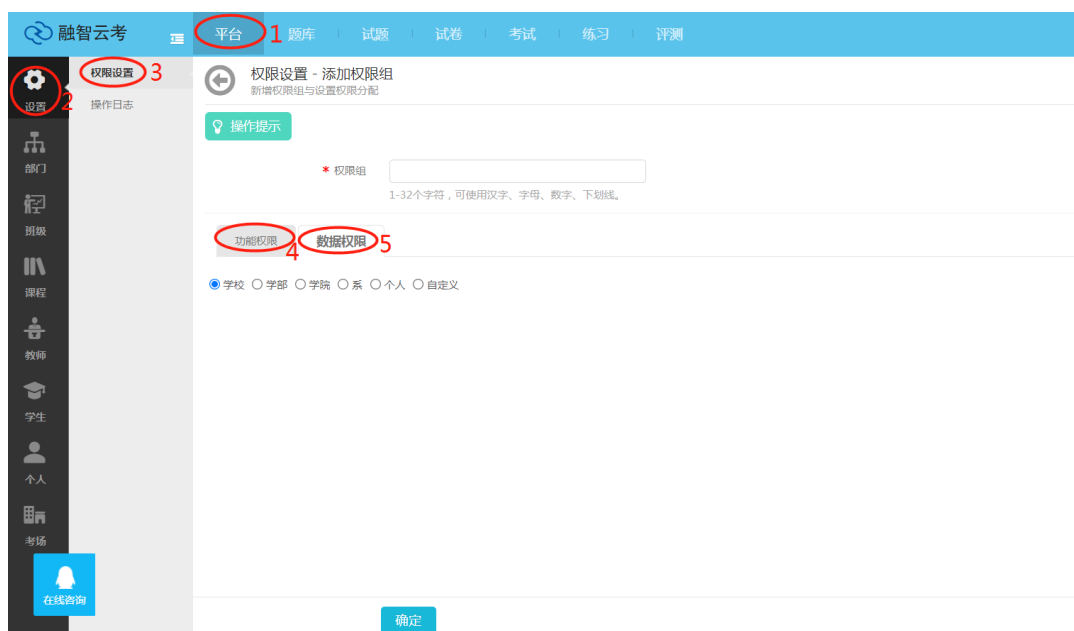 融智云考
平台 1 题库 试题 试卷 考试 练习 评测
设置 2
部门
班级
课程
教师
学生
个人
考场
在线咨询
权限设置 3
操作日志
权限设置 - 添加权限组
新增权限组与设置权限分配
操作提示
* 权限组
1-32个字符，可使用汉字、字母、数字、下划线。
功能权限 4 数据权限 5
学校 学部 学院 系 个人 自定义
确定